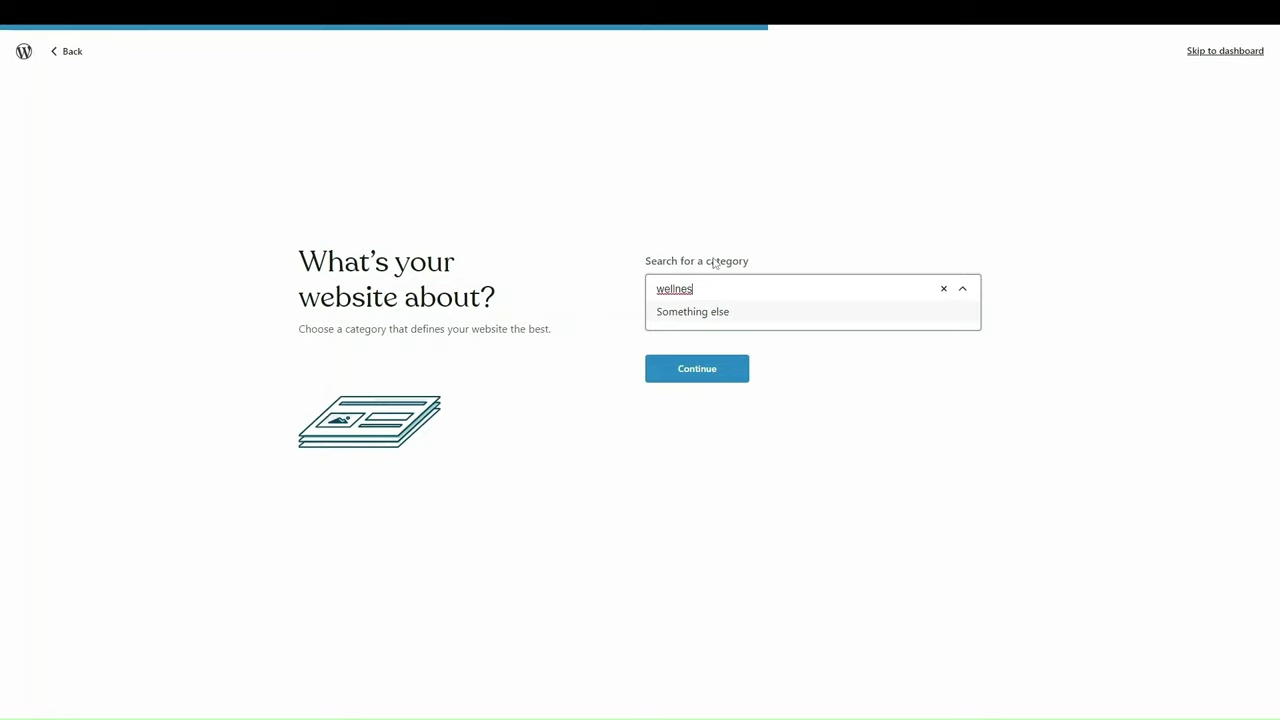 Back
Skip to dashboard
What's your
website about?
Choose a category that defines your website the best.
Search for a category
wellnes
Something else
Continue